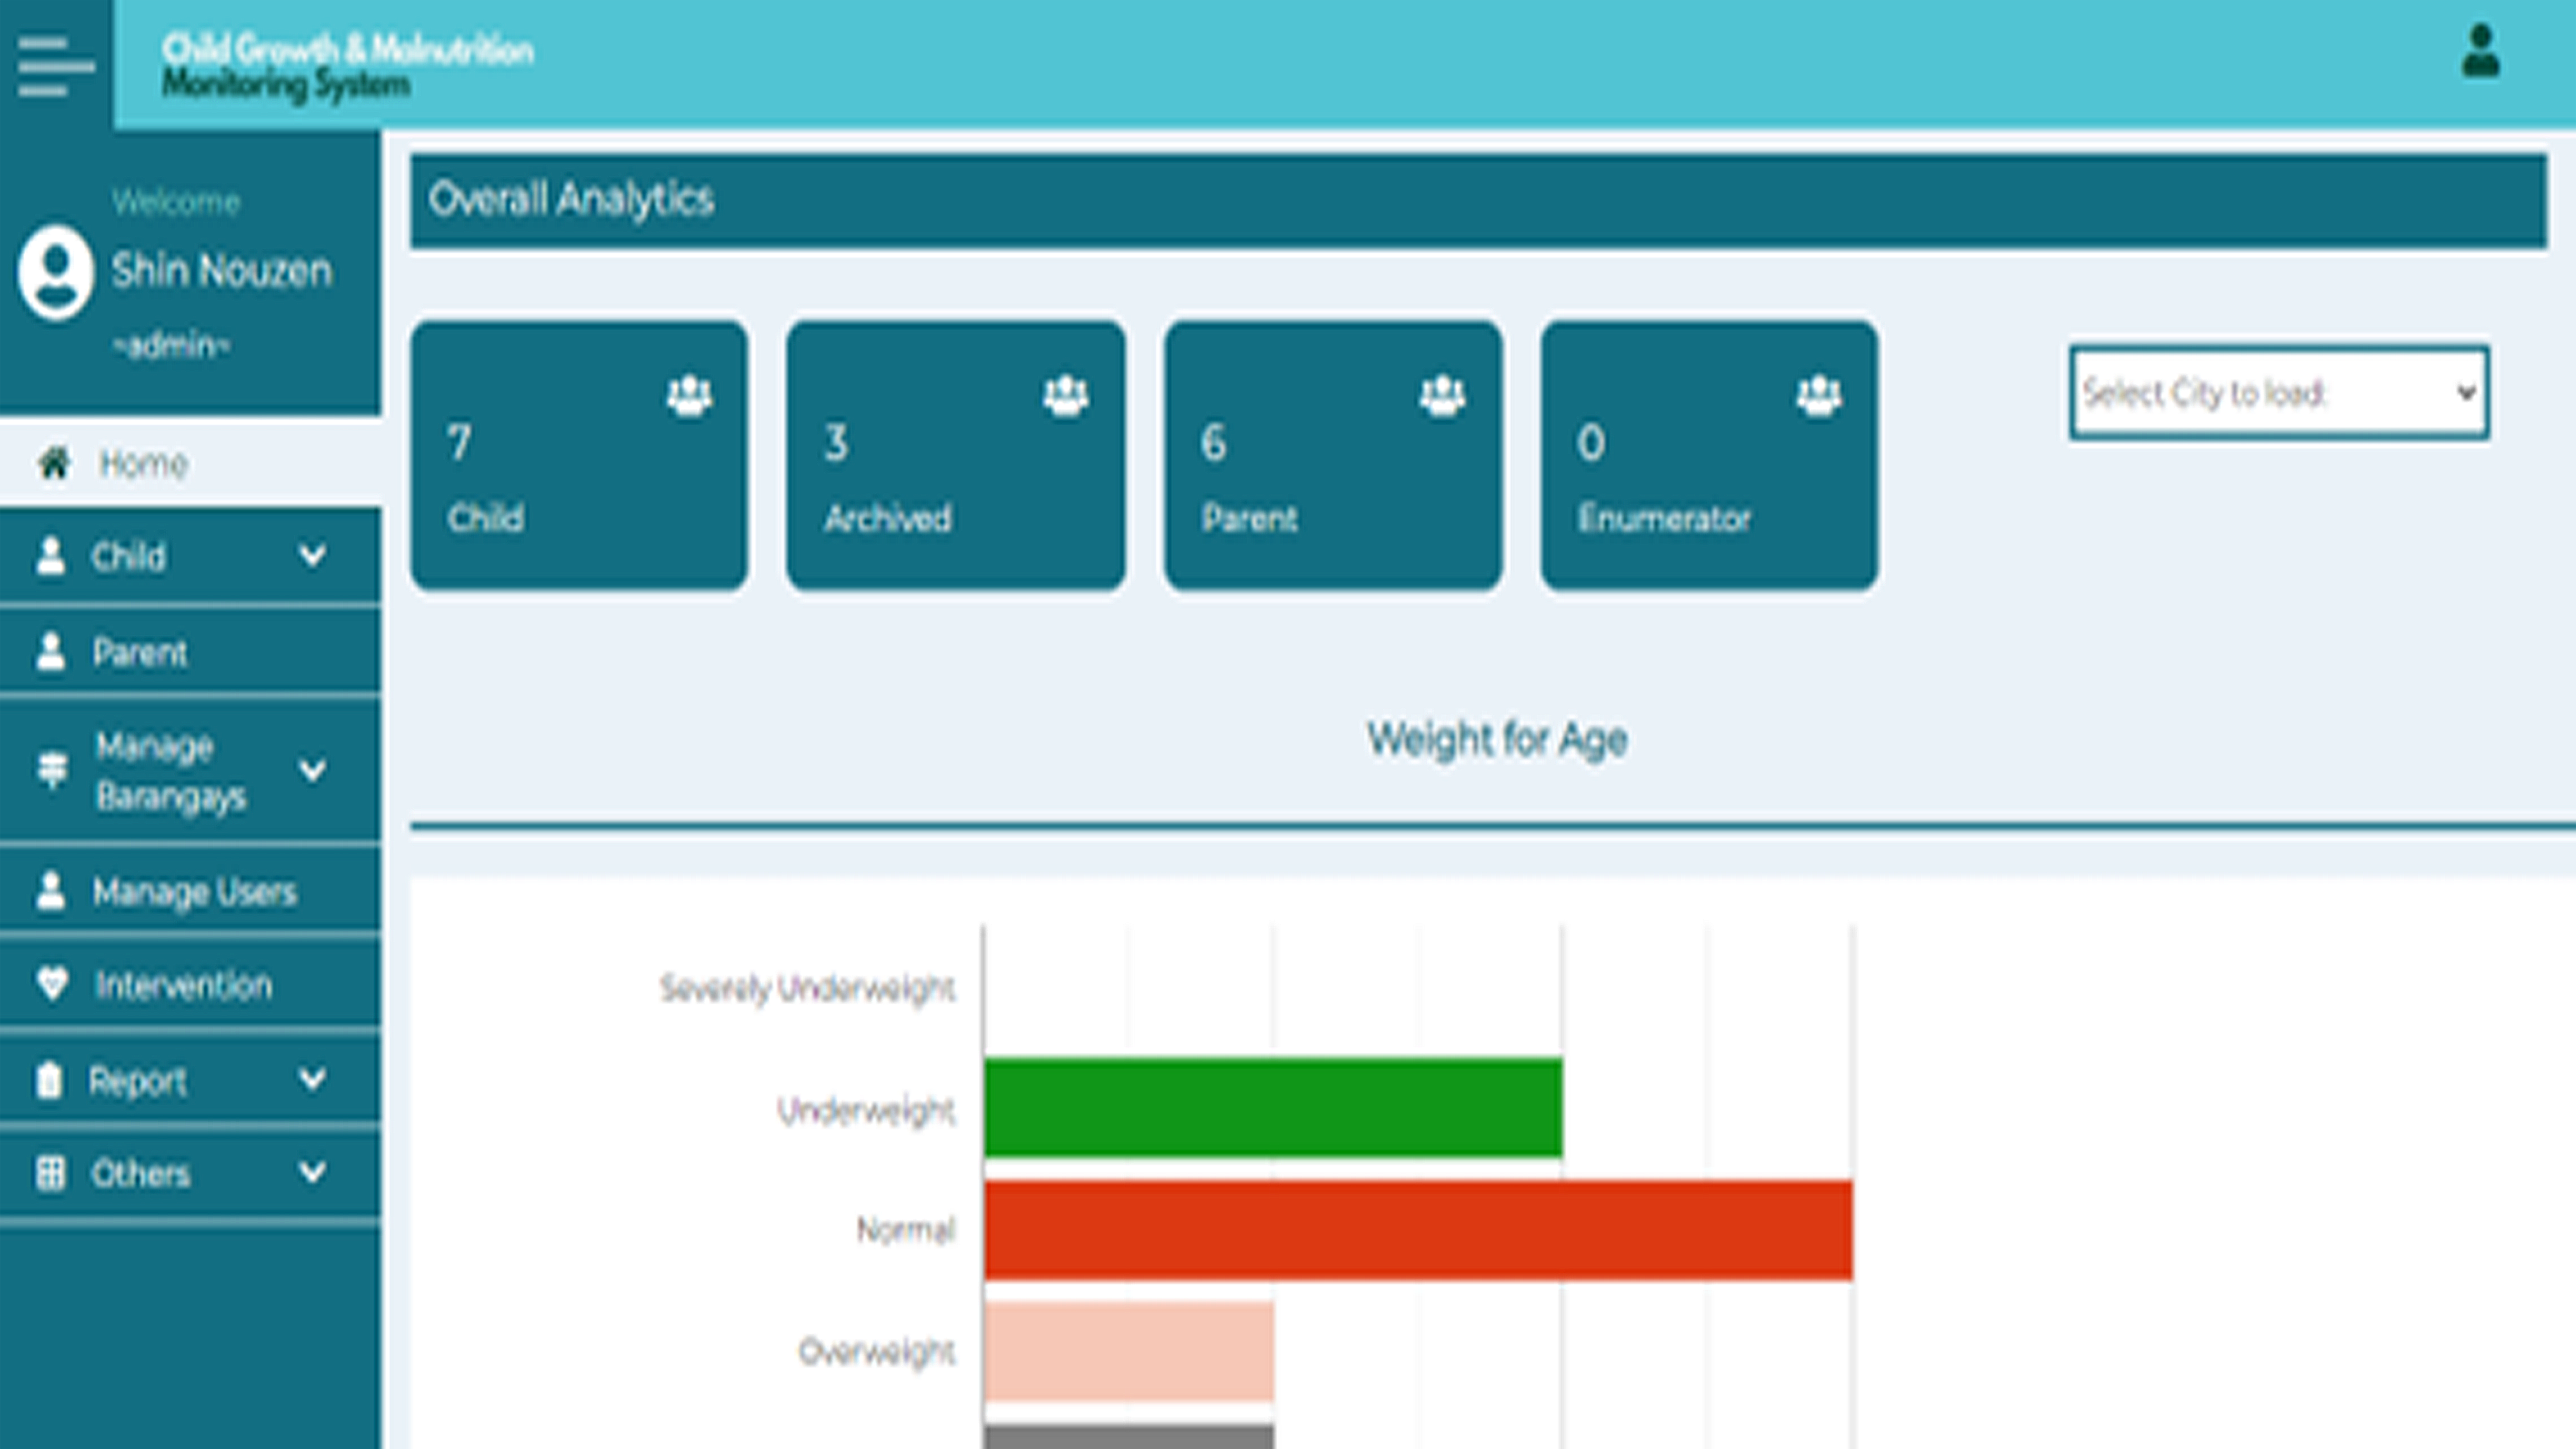 Child Growth & Malnutrition
Monitoring System
Welcome
Shin Nouzen
~admin~
Home
Child
Parent
Manage
Barangays
Manage Users
Intervention
Report
Others
Overall Analytics
7
Child
3
Archived
6
Parent
0
Enumerator
Select City to load:
Weight for Age
Severely Underweight
Underweight
Normal
Overweight